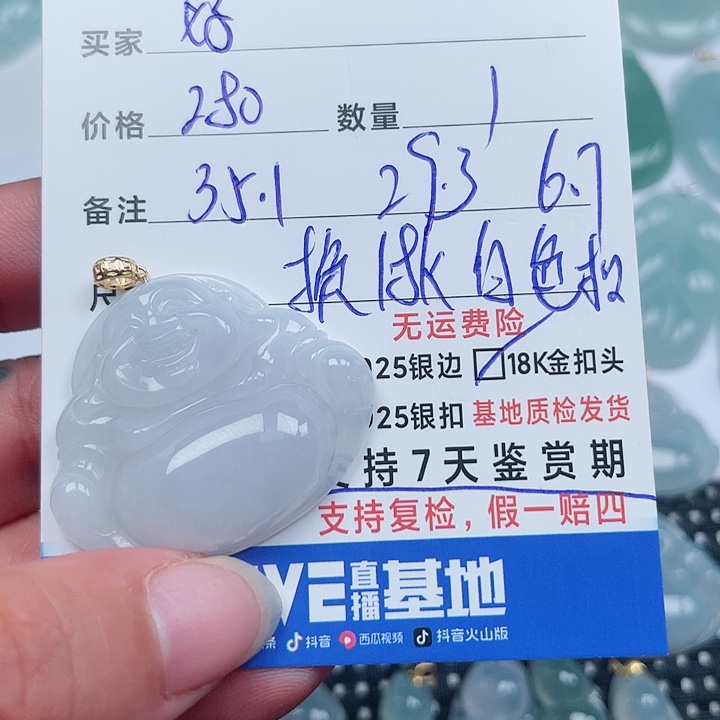 买家 好
价格 280 数量 1
备注 35.1 29.3 6.7
换18K白色扣
无运费险
925银边 18K金扣头
925银扣 基地质检发货
支持7天鉴赏期
支持复检，假一赔四
直播基地
抖音 西瓜视频 抖音火山版